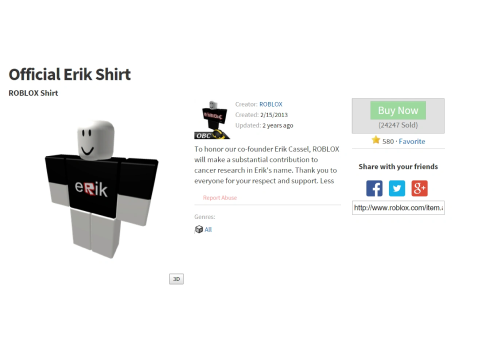 Official Erik Shirt
ROBLOX Shirt
eRik
OBC
Creator: ROBLOX
Created: 2/15/2013
Updated: 2 years ago
To honor our co-founder Erik Cassel, ROBLOX
will make a substantial contribution to
cancer research in Erik's name. Thank you to
everyone for your respect and support. Less
Report Abuse
Genres:
All
3D
Buy Now
(24247 Sold)
580 · Favorite
Share with your friends
f
g+
http://www.roblox.com/item.a